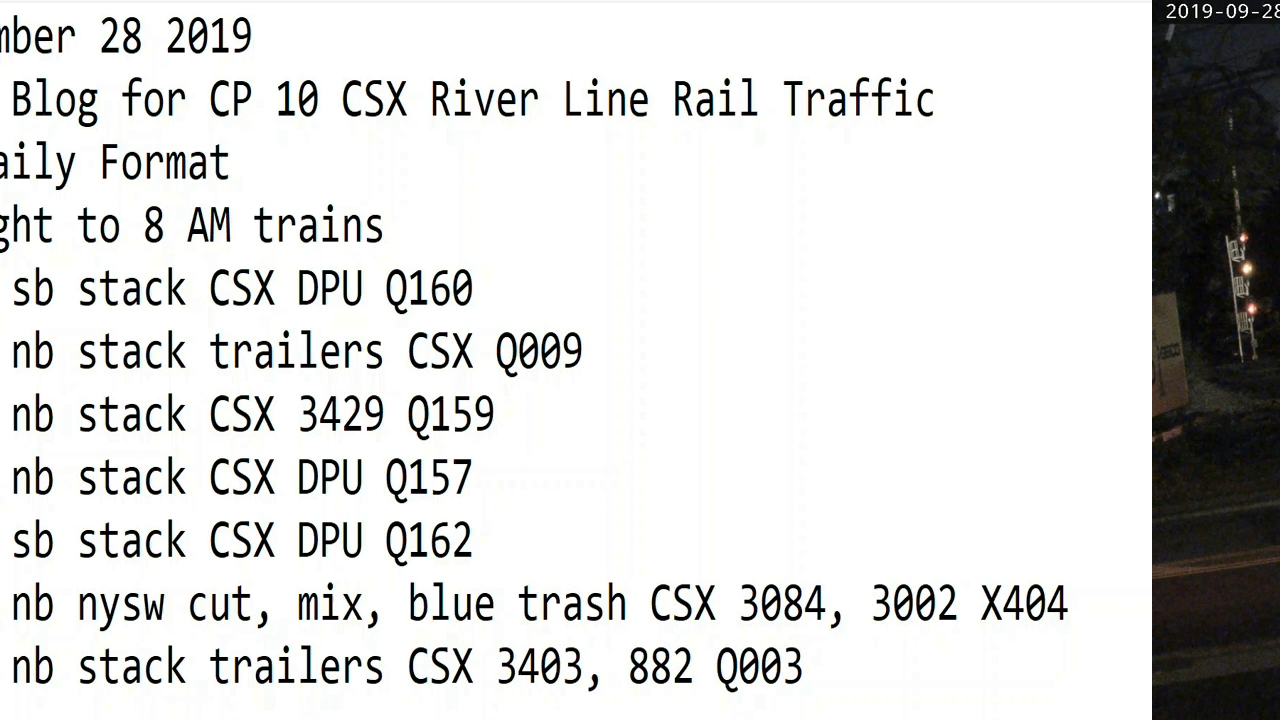 mber 28 2019
Blog for CP 10 CSX River Line Rail Traffic
aily Format
ght to 8 AM trains
sb stack CSX DPU Q160
nb stack trailers CSX Q009
nb stack CSX 3429 Q159
nb stack CSX DPU Q157
sb stack CSX DPU Q162
nb nysw cut, mix, blue trash CSX 3084, 3002 X404
nb stack trailers CSX 3403, 882 Q003
2019-09-28